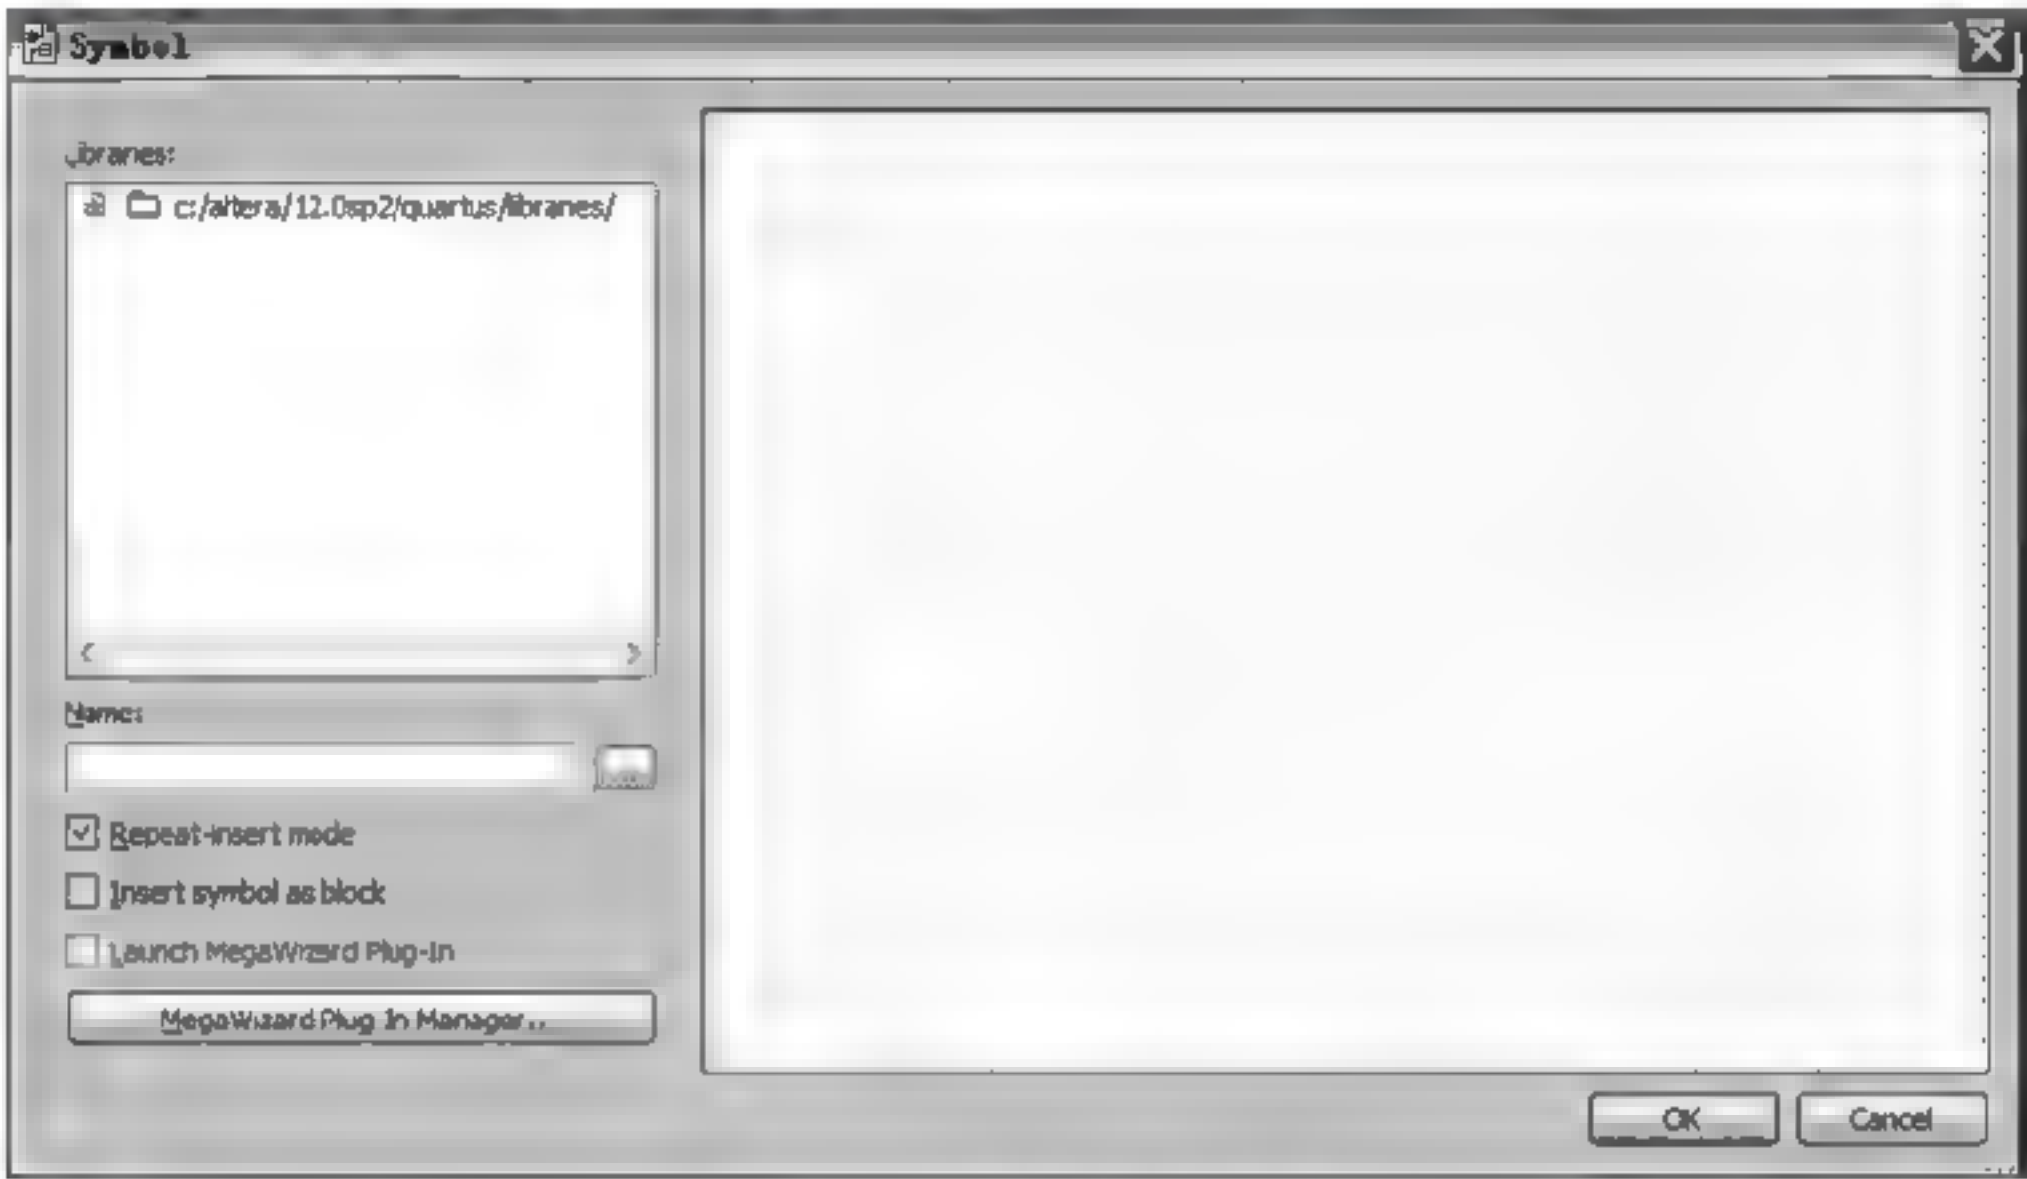 Symbol
Libraries:
c:/altera/12.0sp2/quartus/libraries/
Name:
...
Repeat-insert mode
Insert symbol as block
Launch MegaWizard Plug-In
MegaWizard Plug-In Manager...
OK
Cancel